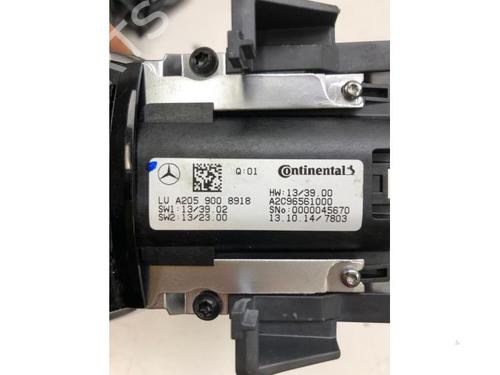 Q:01
Continental
LU A205 900 8918
HW:13/39.00
SW1:13/39.02
A2C96561000
SW2:13/23.00
SNo:0000045670
13.10.14/7803